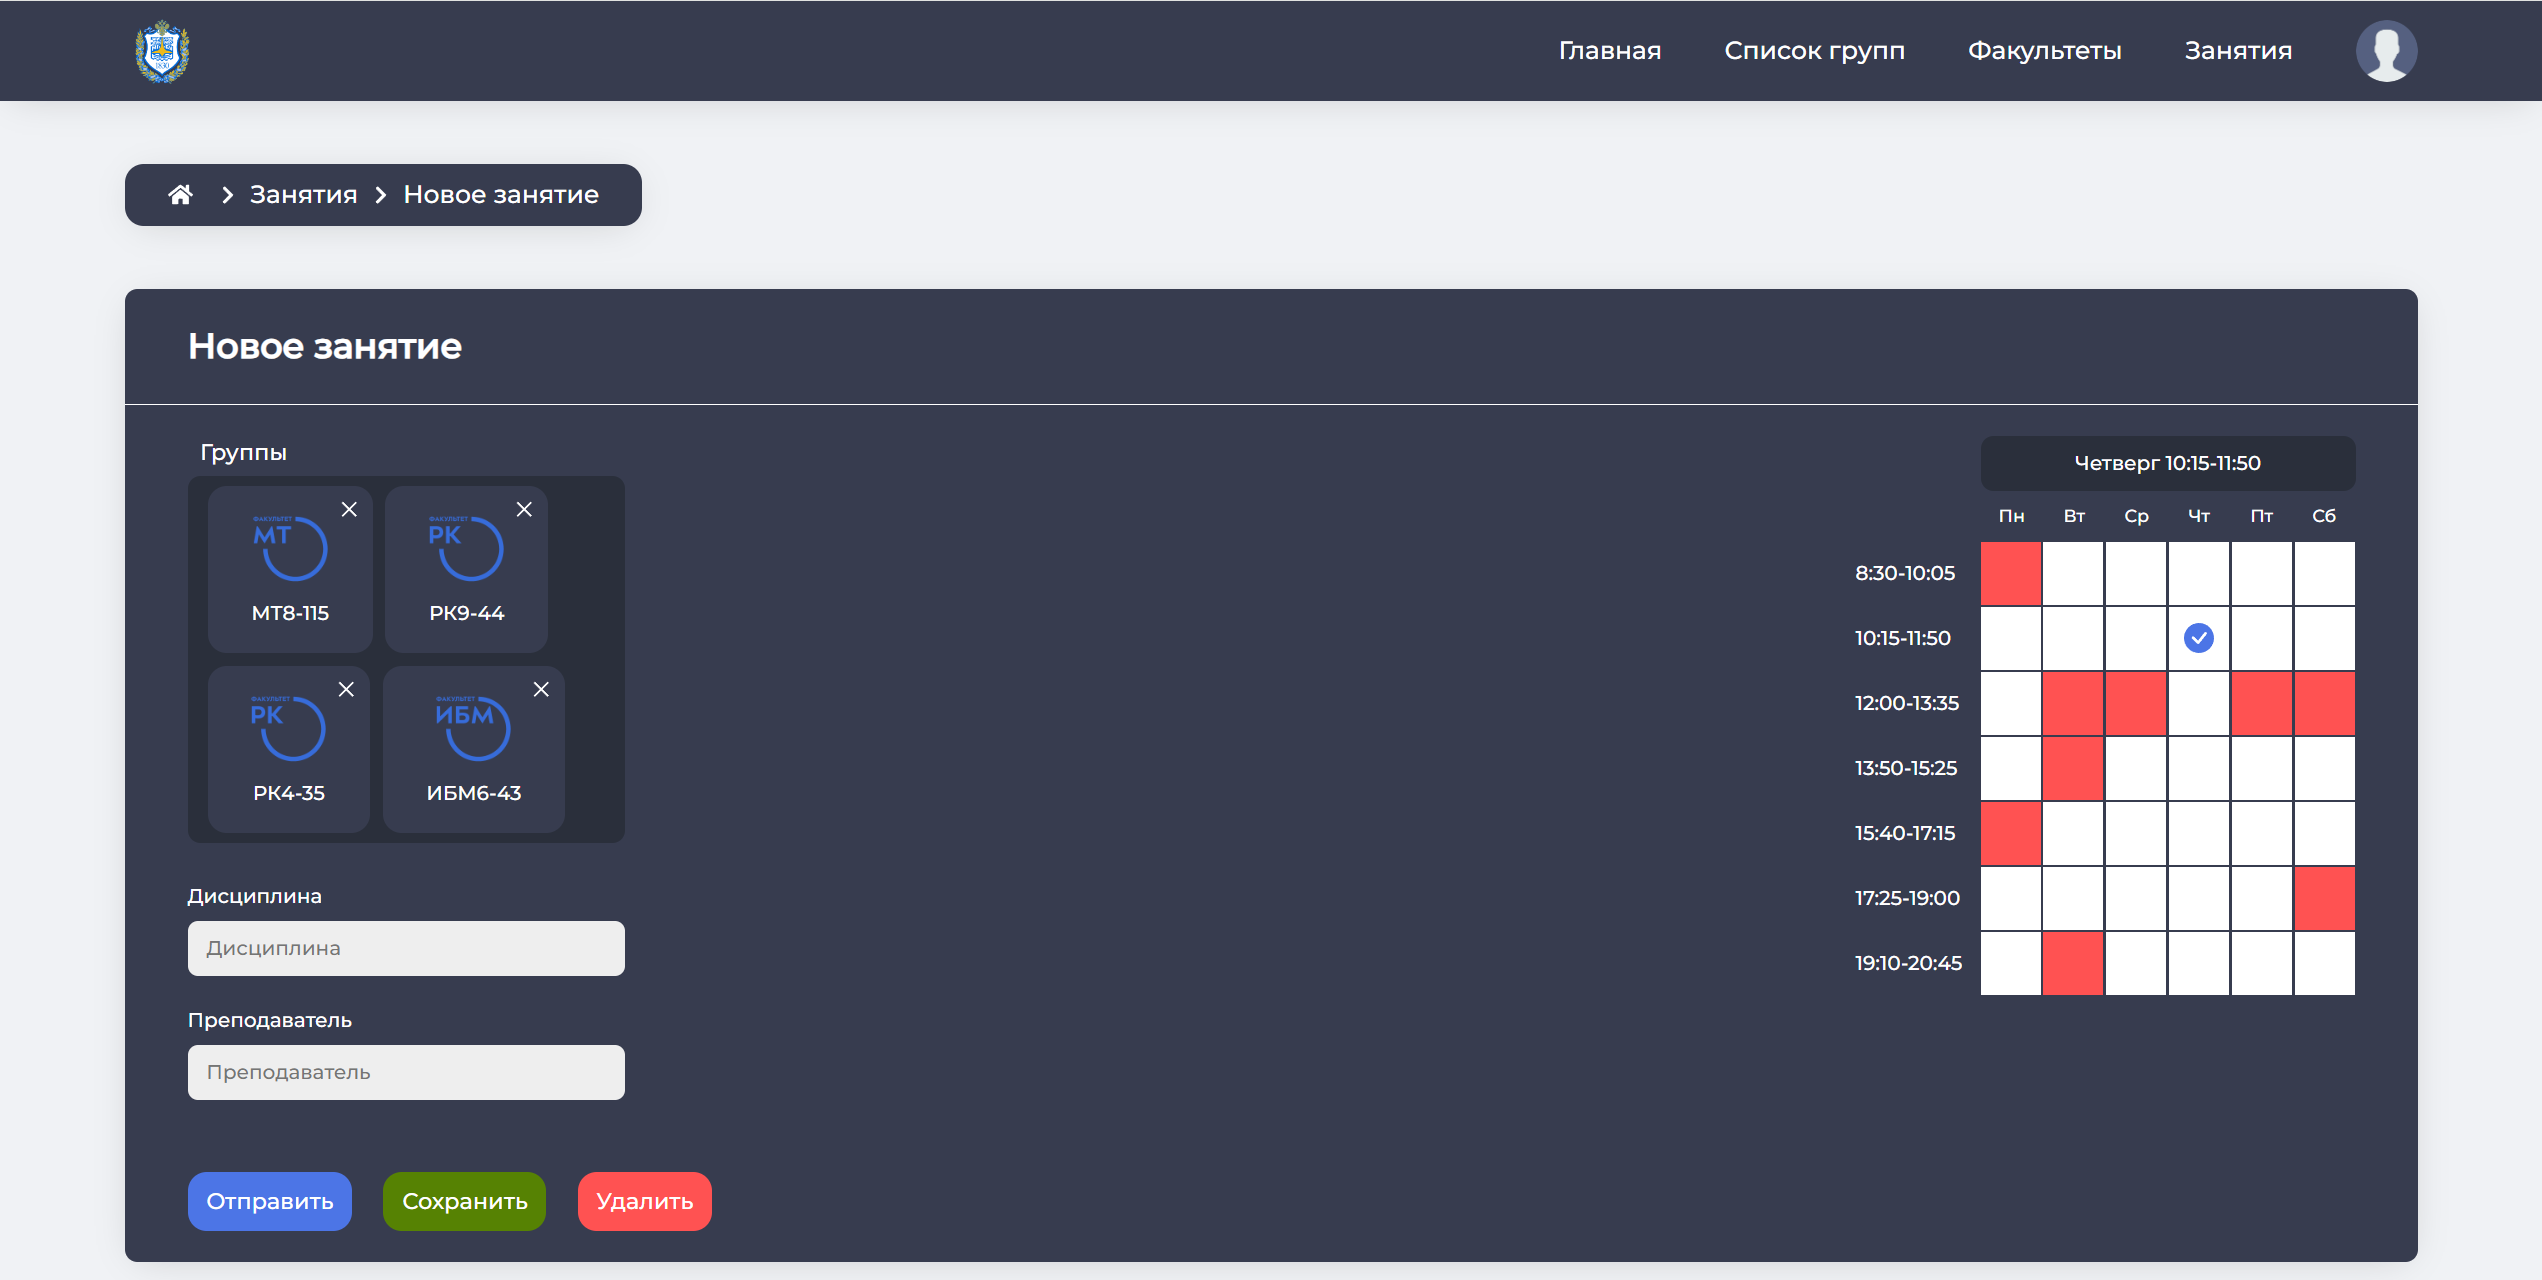 1830
Главная
Список групп
Факультеты
Занятия
Занятия
Новое занятие
Новое занятие
Группы
ФАКУЛЬТЕТ
МТ
МТ8-115
ФАКУЛЬТЕТ
РК
РК9-44
ФАКУЛЬТЕТ
РК
РК4-35
ФАКУЛЬТЕТ
ИБМ
ИБМ6-43
Дисциплина
Дисциплина
Преподаватель
Преподаватель
Отправить
Сохранить
Удалить
Четверг 10:15-11:50
Пн Вт Ср Чт Пт Сб
8:30-10:05
10:15-11:50
12:00-13:35
13:50-15:25
15:40-17:15
17:25-19:00
19:10-20:45